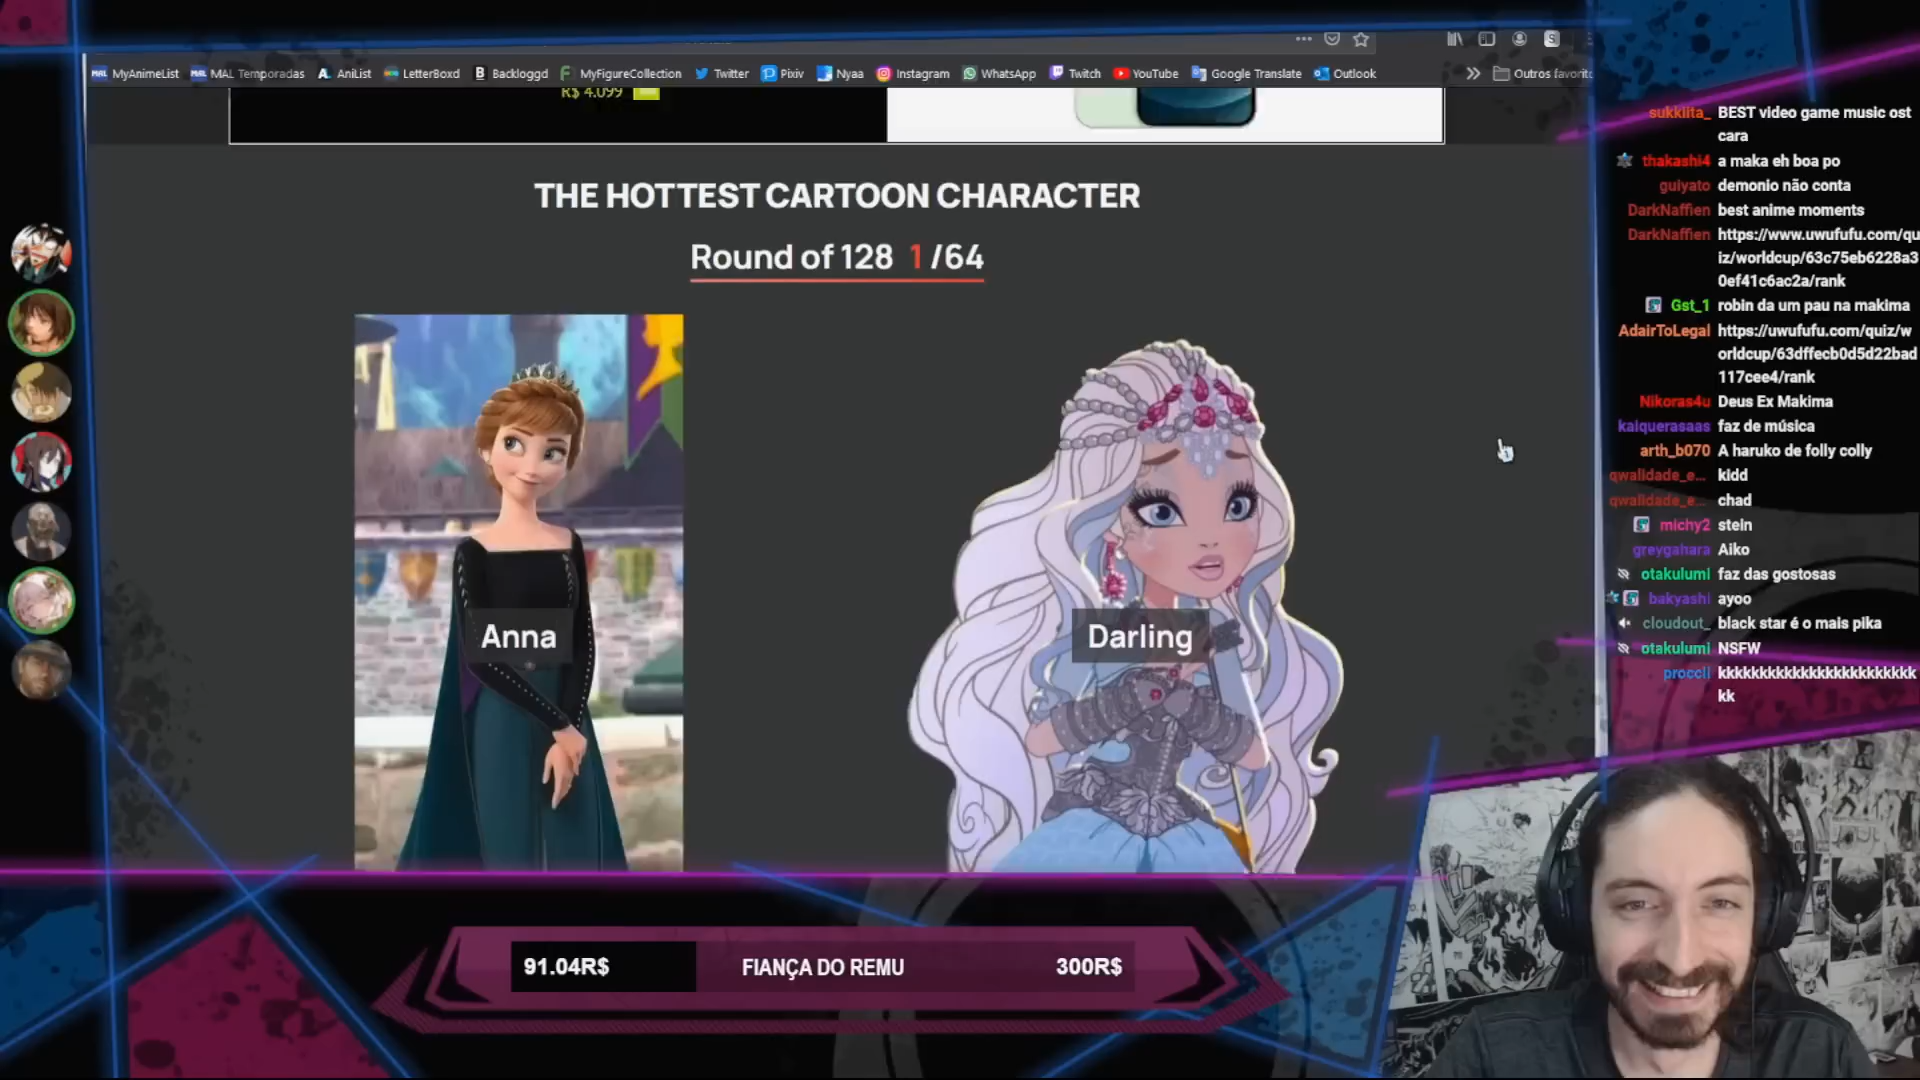 MAL MyAnimeList MAL MAL Temporadas A. AniList LetterBoxd B Backloggd F MyFigureCollection Twitter P Pixiv Nyaa Instagram WhatsApp Twitch YouTube Google Translate Outlook Outros favorito
R$ 4.099
THE HOTTEST CARTOON CHARACTER
Round of 128 1 /64
Anna
Darling
sukkiita_ BEST video game music ost
cara
thakashi4 a maka eh boa po
guiyato demonio não conta
DarkNaffien best anime moments
DarkNaffien https://www.uwufufu.com/qu
iz/worldcup/63c75eb6228a3
0ef41c6ac2a/rank
Gst_1 robin da um pau na makima
AdairToLegal https://uwufufu.com/quiz/w
orldcup/63dffecb0d5d22bad
117cee4/rank
Nikoras4u Deus Ex Makima
kaiquerasaas faz de música
arth_b070 A haruko de folly colly
qwalidade_e... kidd
qwalidade_e... chad
michy2 stein
greygahara Aiko
otakulumi faz das gostosas
bakyashi ayoo
cloudout_ black star é o mais pika
otakulumi NSFW
proccli kkkkkkkkkkkkkkkkkkkkkkkk
kk
91.04R$ FIANÇA DO REMU 300R$